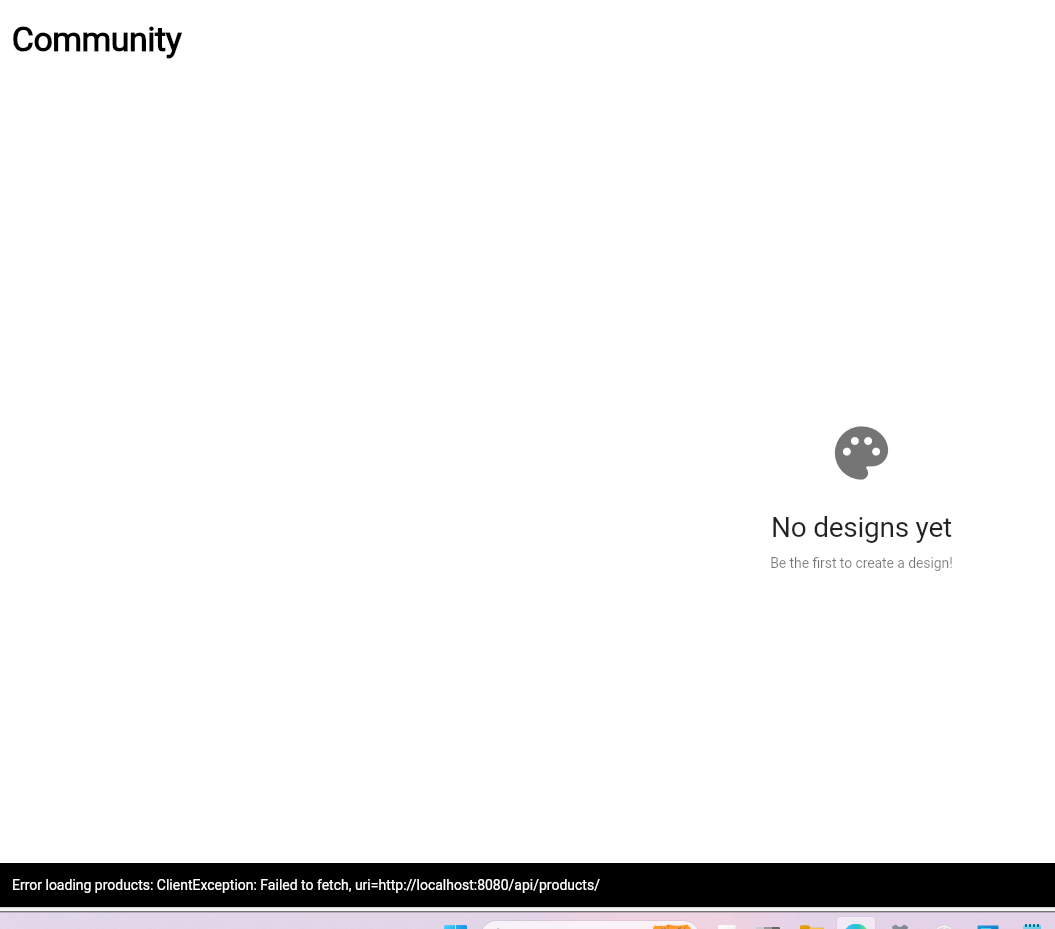 Community
No designs yet
Be the first to create a design!
Error loading products: ClientException: Failed to fetch, uri=http://localhost:8080/api/products/